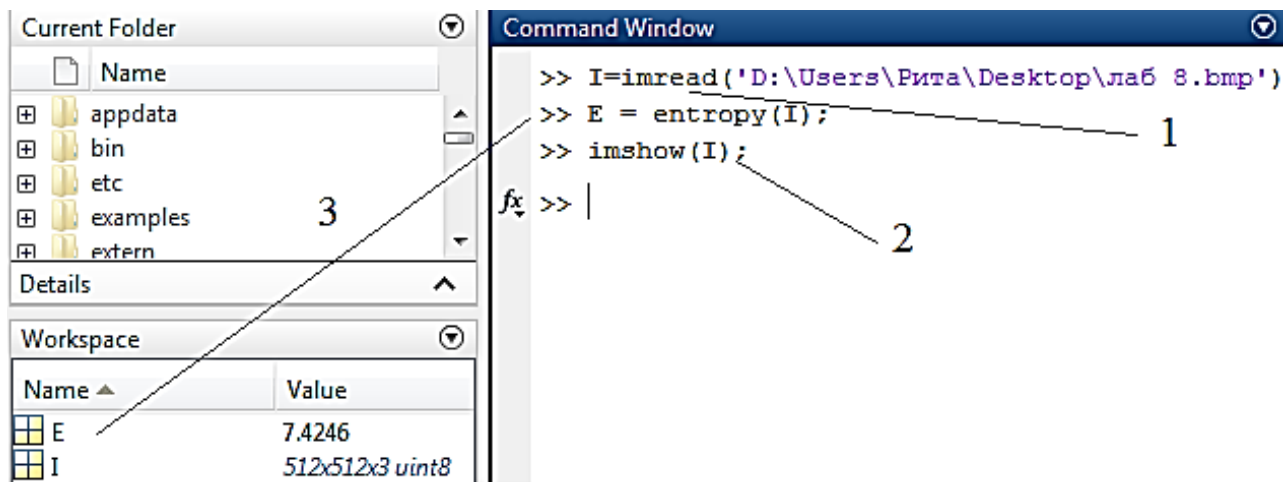 Current Folder
Name
appdata
bin
etc
examples
extern
Details
Workspace
Name Value
E 7.4246
I 512x512x3 uint8
3
Command Window
>> I=imread('D:\Users\Рита\Desktop\лаб 8.bmp')
>> E = entropy(I);
>> imshow(I);
fx >>
1
2